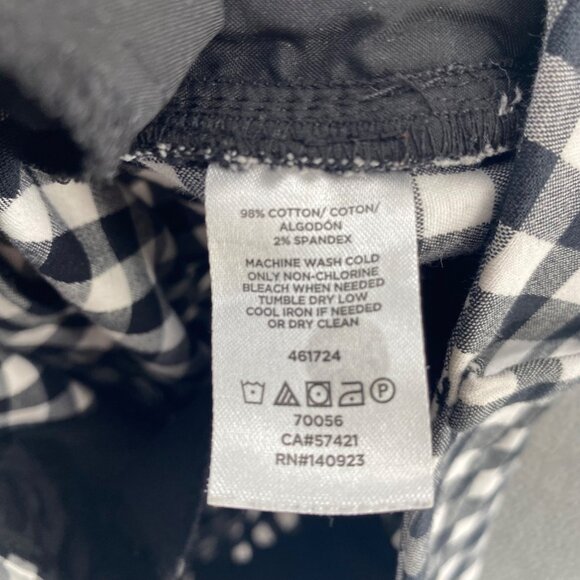 98% COTTON/ COTON/
ALGODÓN
2% SPANDEX
MACHINE WASH COLD
ONLY NON-CHLORINE
BLEACH WHEN NEEDED
TUMBLE DRY LOW
COOL IRON IF NEEDED
OR DRY CLEAN
461724
P
70056
CA#57421
RN#140923